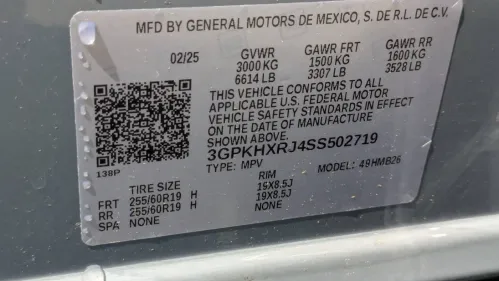 MFD BY GENERAL MOTORS DE MEXICO, S. DE R.L. DE C.V.
02/25 GVWR GAWR FRT GAWR RR
3000 KG 1500 KG 1600 KG
6614 LB 3307 LB 3528 LB
THIS VEHICLE CONFORMS TO ALL
APPLICABLE U.S. FEDERAL MOTOR
VEHICLE SAFETY STANDARDS IN EFFECT
ON THE DATE OF MANUFACTURE
SHOWN ABOVE.
3GPKHXRJ4SS502719
138P TYPE: MPV MODEL: 49HMB26
TIRE SIZE RIM
FRT 255/60R19 H 19X8.5J
RR 255/60R19 H 19X8.5J
SPA NONE NONE